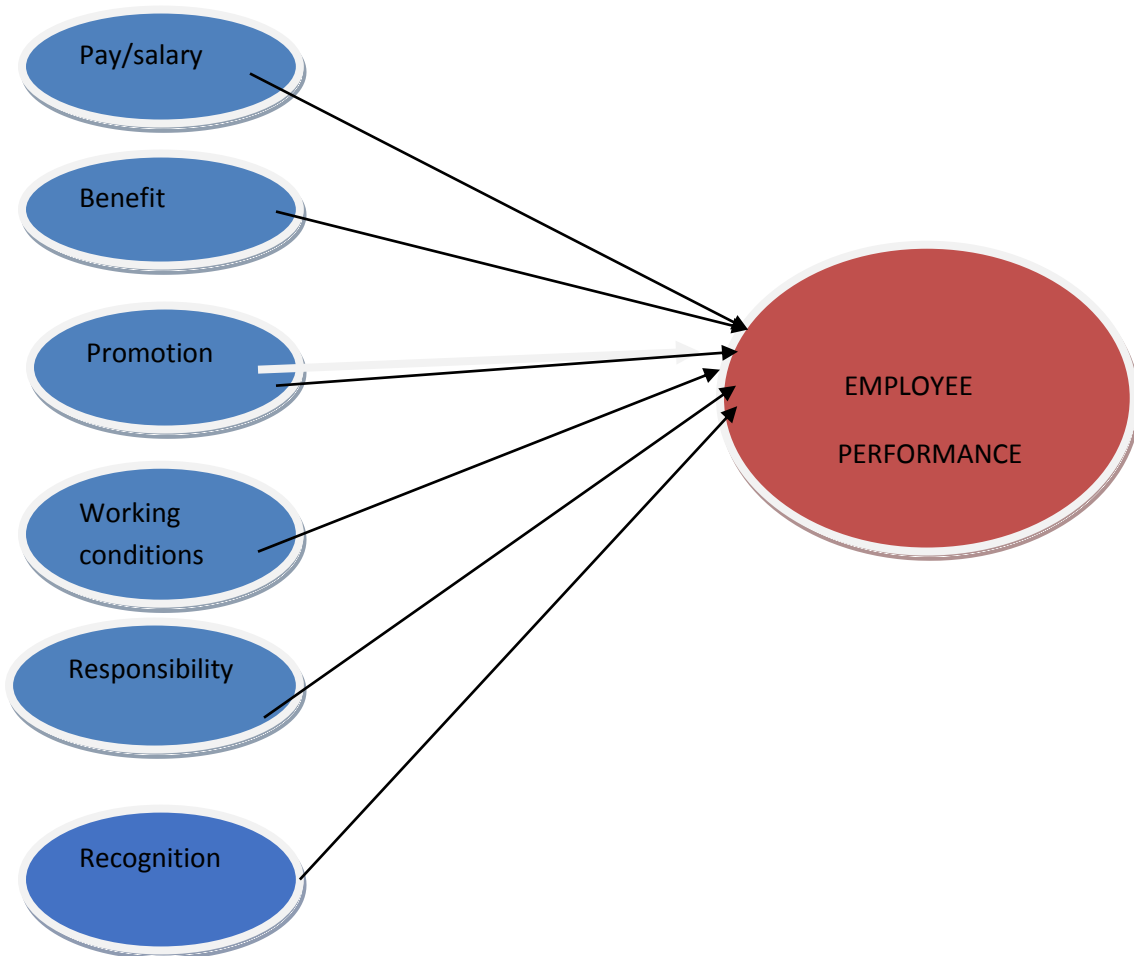 Pay/salary
Benefit
Promotion
EMPLOYEE
PERFORMANCE
Working
conditions
Responsibility
Recognition